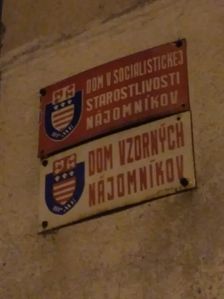 DOM V SOCIALISTICKEJ
STAROSTLIVOSTI
NÁJOMNÍKOV
DOM VZORNÝCH
NÁJOMNÍKOV